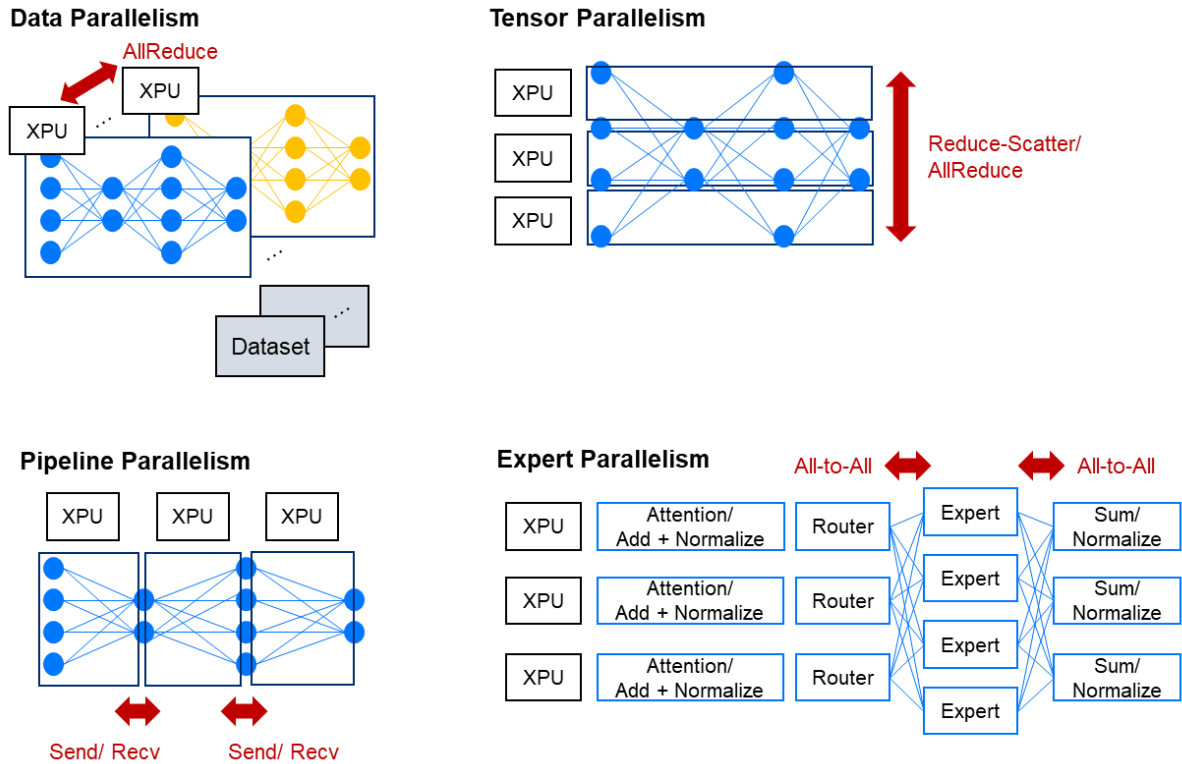 Data Parallelism
AllReduce
XPU
XPU
...
...
...
Dataset
Tensor Parallelism
XPU
XPU
XPU
Reduce-Scatter/
AllReduce
Pipeline Parallelism
XPU XPU XPU
Send/ Recv Send/ Recv
Expert Parallelism
All-to-All All-to-All
XPU
Attention/
Add + Normalize
Router
Expert
Sum/
Normalize
XPU
Attention/
Add + Normalize
Router
Expert
Sum/
Normalize
Expert
XPU
Attention/
Add + Normalize
Router
Expert
Sum/
Normalize